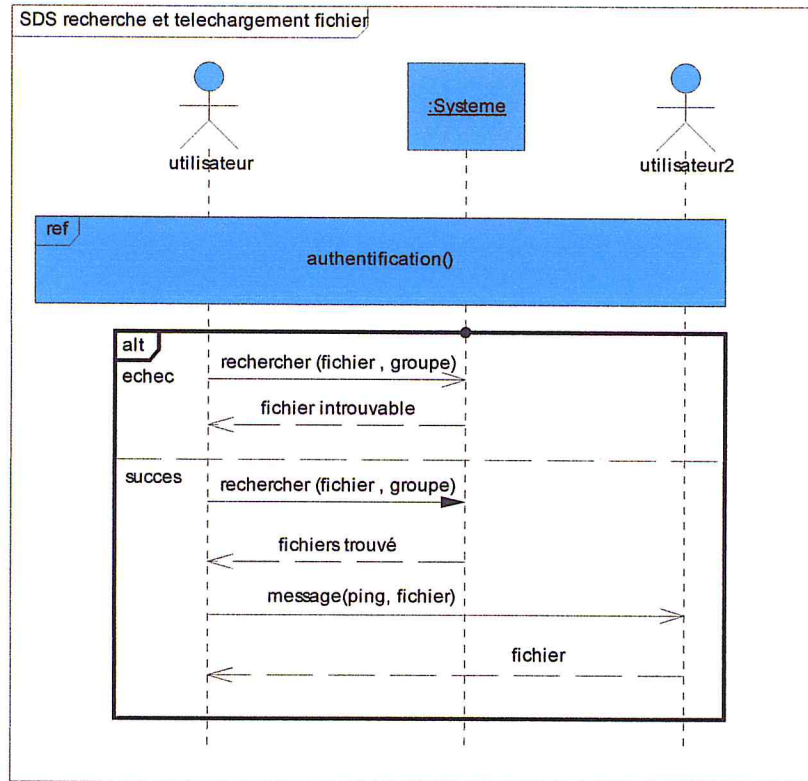 SDS recherche et telechargement fichier
:Systeme
utilisateur
utilisateur2
ref
authentification()
alt
echec
rechercher (fichier , groupe)
fichier introuvable
succes
rechercher (fichier , groupe)
fichiers trouvé
message(ping, fichier)
fichier